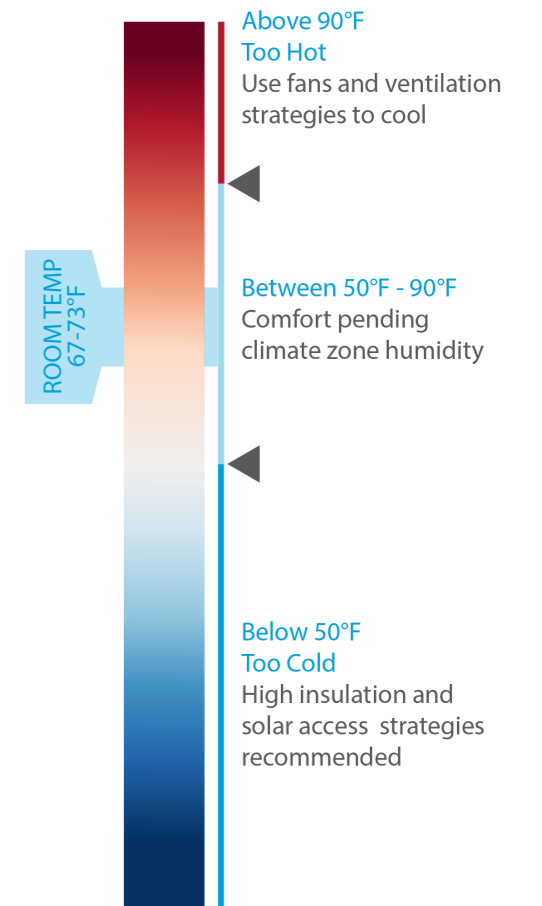 Above 90°F
Too Hot
Use fans and ventilation
strategies to cool
ROOM TEMP
67-73°F
Between 50°F - 90°F
Comfort pending
climate zone humidity
Below 50°F
Too Cold
High insulation and
solar access  strategies
recommended